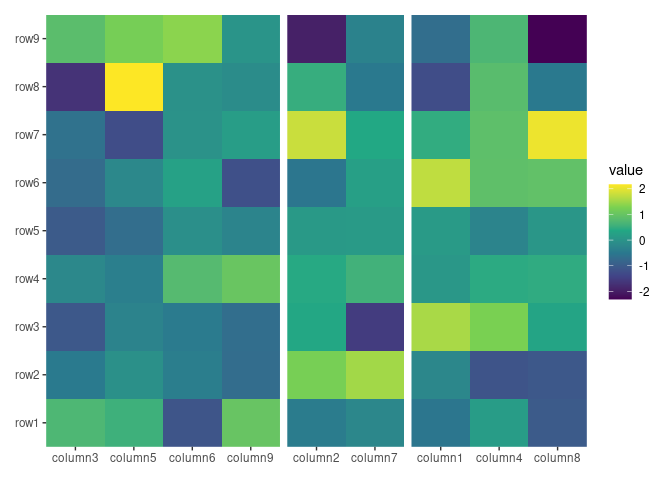 row9
row8
row7
row6
row5
row4
row3
row2
row1
column3 column5 column6 column9 column2 column7 column1 column4 column8
value
2
1
0
-1
-2